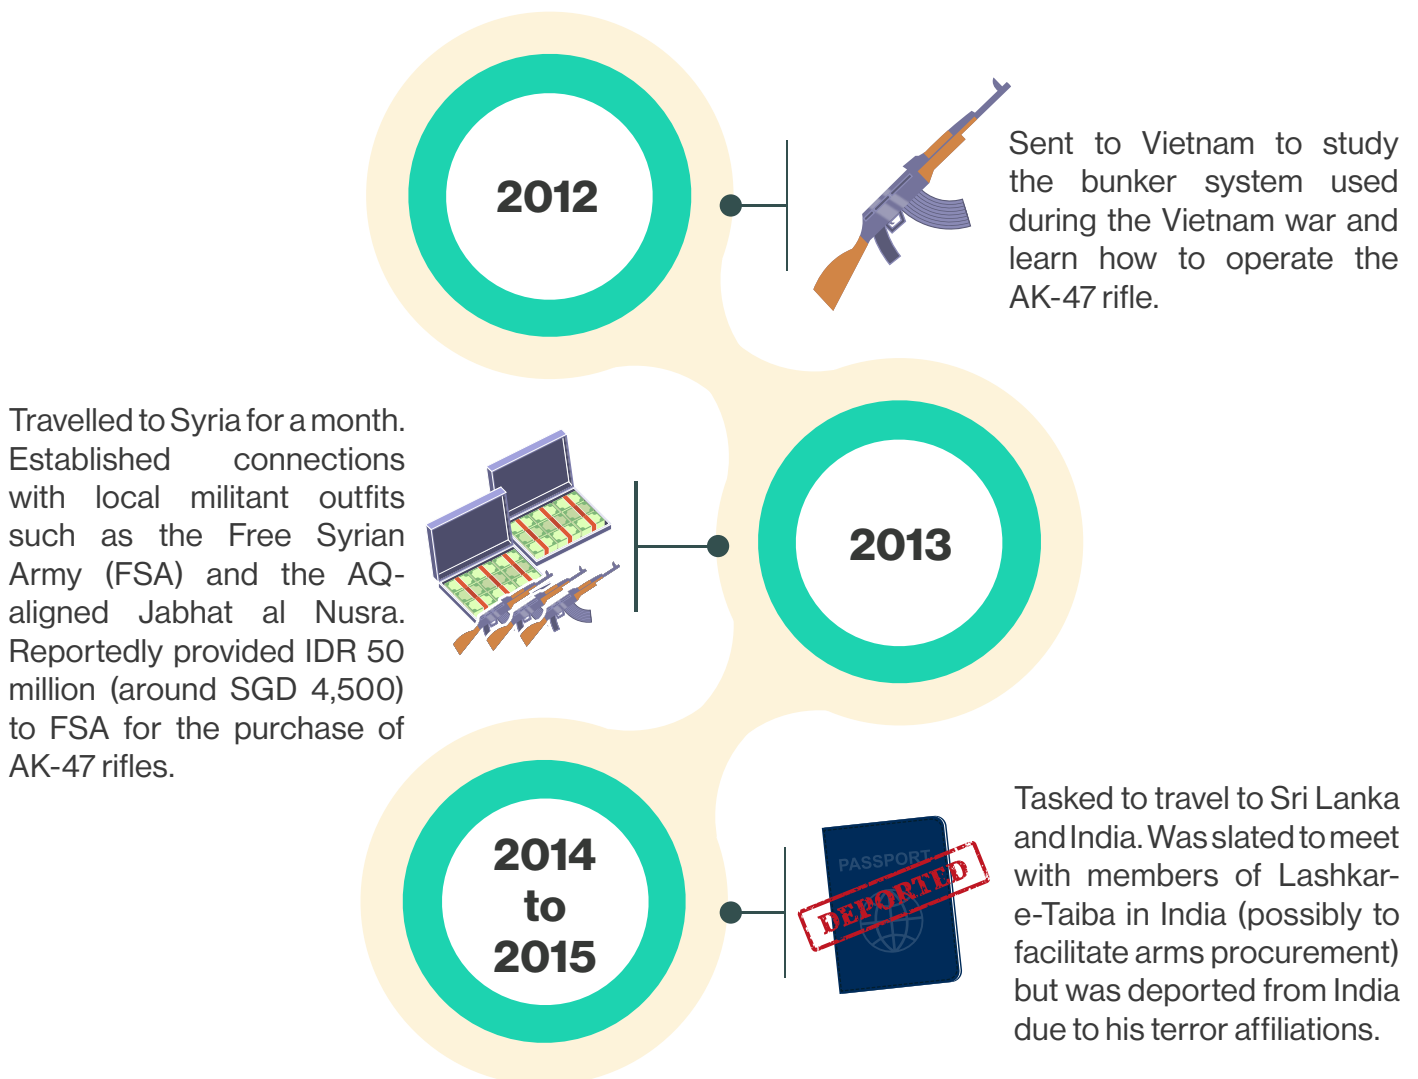 2012
Sent to Vietnam to study
the bunker system used
during the Vietnam war and
learn how to operate the
AK-47 rifle.
Travelled to Syria for a month.
Established connections
with local militant outfits
such as the Free Syrian
Army (FSA) and the AQ-
aligned Jabhat al Nusra.
Reportedly provided IDR 50
million (around SGD 4,500)
to FSA for the purchase of
AK-47 rifles.
2013
2014
to
2015
PASSPORT
DEPORTED
Tasked to travel to Sri Lanka
and India. Was slated to meet
with members of Lashkar-
e-Taiba in India (possibly to
facilitate arms procurement)
but was deported from India
due to his terror affiliations.